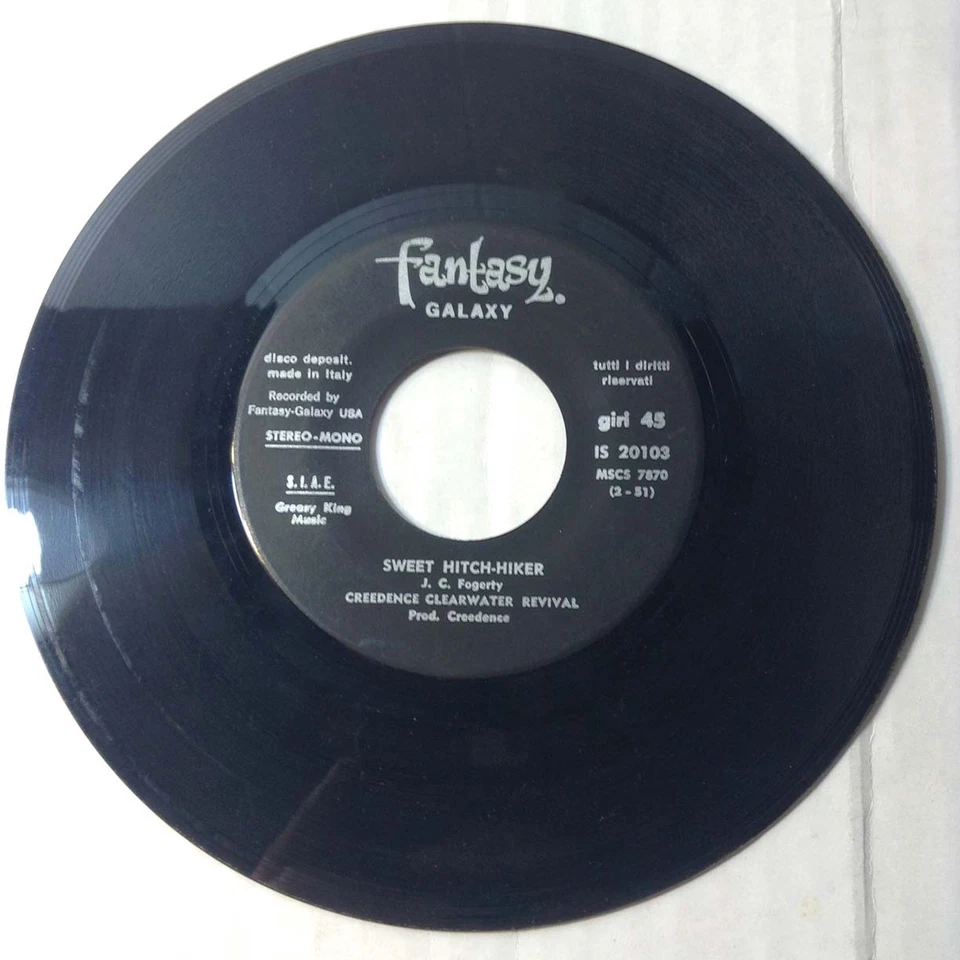 fantasy.
GALAXY
disco deposit.
made in Italy
Recorded by
Fantasy-Galaxy USA
STEREO-MONO
S.I.A.E.
Greasy King
Music
tutti i diritti
riservati
giri 45
IS 20103
MSCS 7870
(2-51)
SWEET HITCH-HIKER
J. C. Fogerty
CREEDENCE CLEARWATER REVIVAL
Prod. Creedence